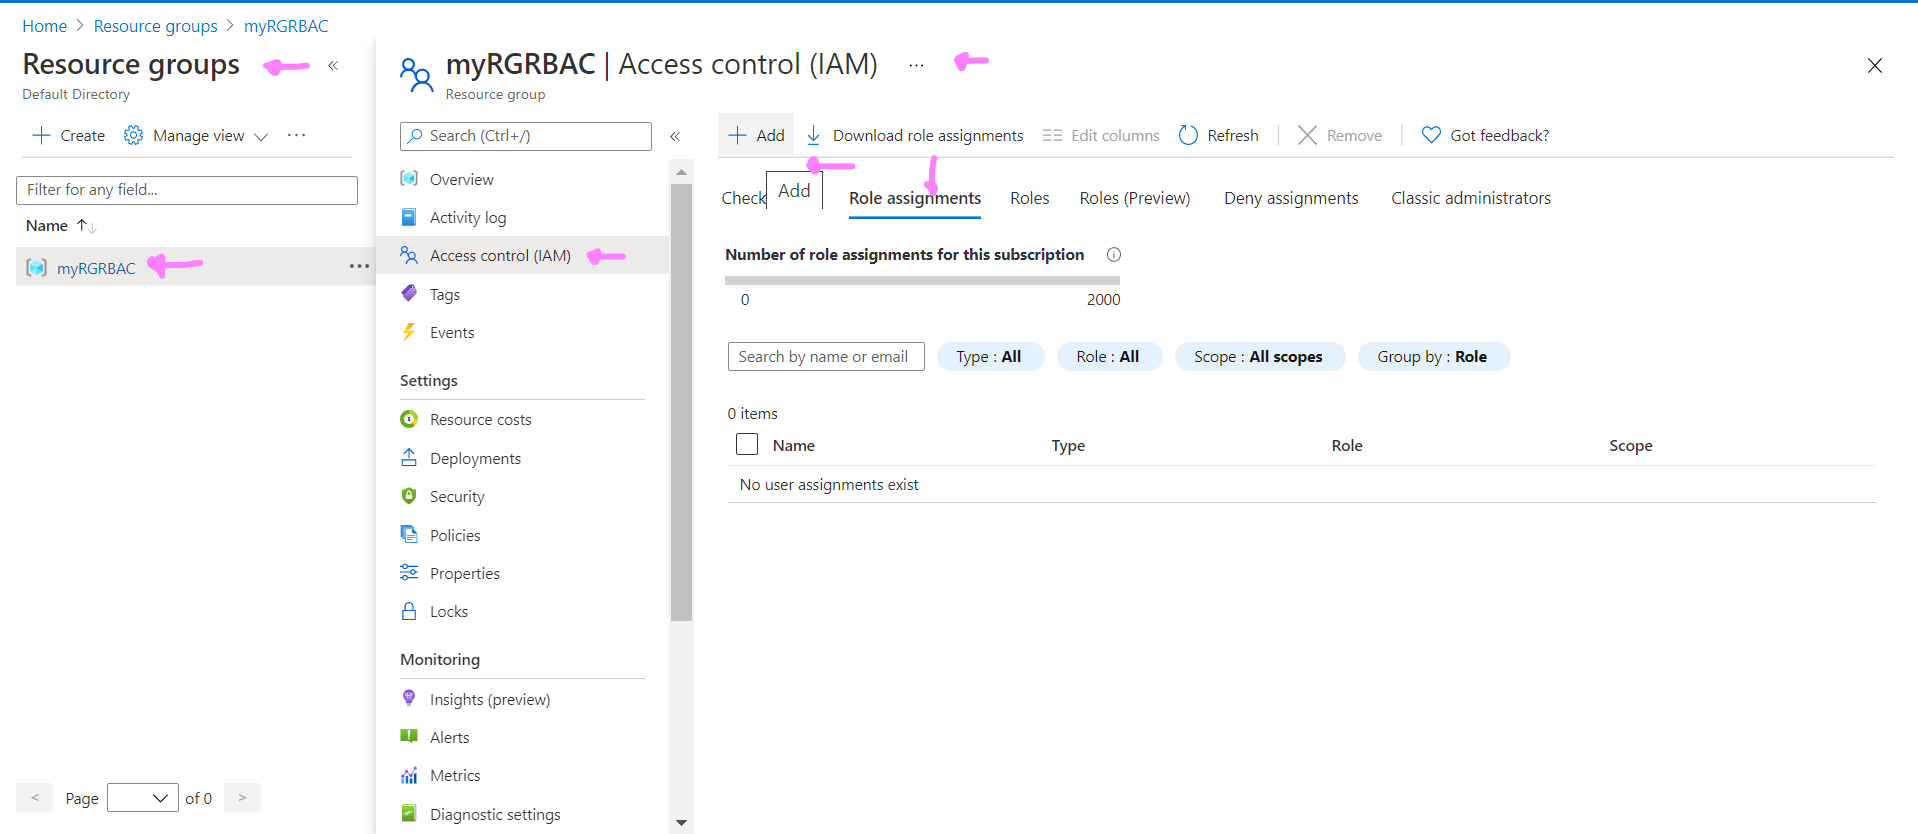 Home > Resource groups > myRGRBAC
Resource groups «
Default Directory
+ Create Manage view ...
Filter for any field...
Name ↑↓
myRGRBAC ...
< Page of 0 >
myRGRBAC | Access control (IAM) ...
Resource group
Search (Ctrl+/) «
Overview
Activity log
Access control (IAM)
Tags
Events
Settings
Resource costs
Deployments
Security
Policies
Properties
Locks
Monitoring
Insights (preview)
Alerts
Metrics
Diagnostic settings
+ Add Download role assignments Edit columns Refresh Remove Got feedback?
Check Add Role assignments Roles Roles (Preview) Deny assignments Classic administrators
Number of role assignments for this subscription
0 2000
Search by name or email Type : All Role : All Scope : All scopes Group by : Role
0 items
Name Type Role Scope
No user assignments exist